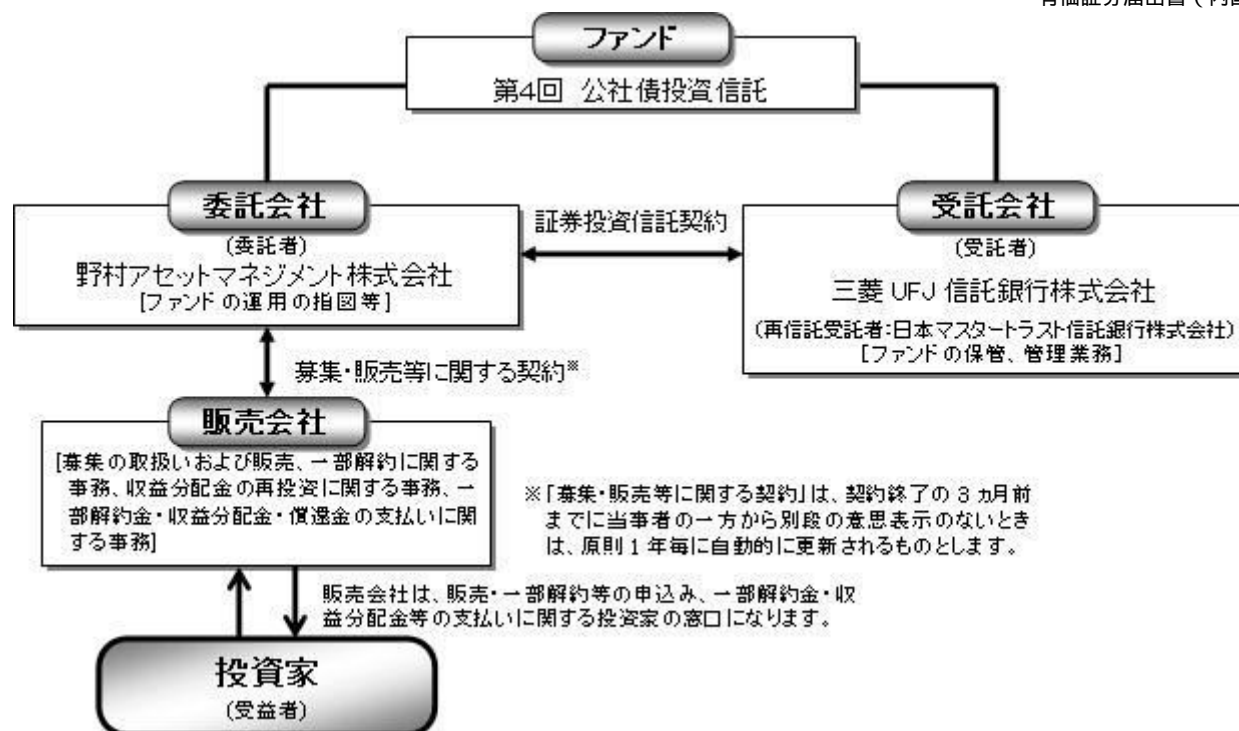 ファンド
第4回 公社債投資信託
委託会社
(委託者)
野村アセットマネジメント株式会社
[ファンドの運用の指図等]
証券投資信託契約
受託会社
(受託者)
三菱 UFJ 信託銀行株式会社
(再信託受託者:日本マスタートラスト信託銀行株式会社)
[ファンドの保管、管理業務]
募集・販売等に関する契約※
販売会社
[募集の取扱いおよび販売、一部解約に関する
事務、収益分配金の再投資に関する事務、一
部解約金・収益分配金・償還金の支払いに関
する事務]
※「募集・販売等に関する契約」は、契約終了の 3 ヵ月前
までに当事者の一方から別段の意思表示のないとき
は、原則 1 年毎に自動的に更新されるものとします。
販売会社は、販売・一部解約等の申込み、一部解約金・収
益分配金等の支払いに関する投資家の窓口になります。
投資家
(受益者)